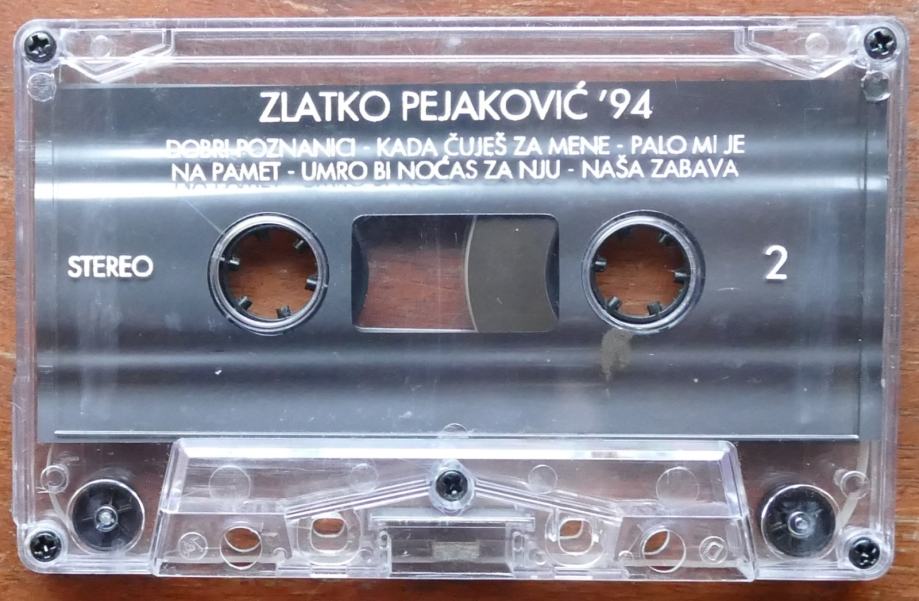 ZLATKO PEJAKOVIĆ '94
DOBRI POZNANICI - KADA ČUJEŠ ZA MENE - PALO MI JE
NA PAMET - UMRO BI NOĆAS ZA NJU - NAŠA ZABAVA
STEREO
2